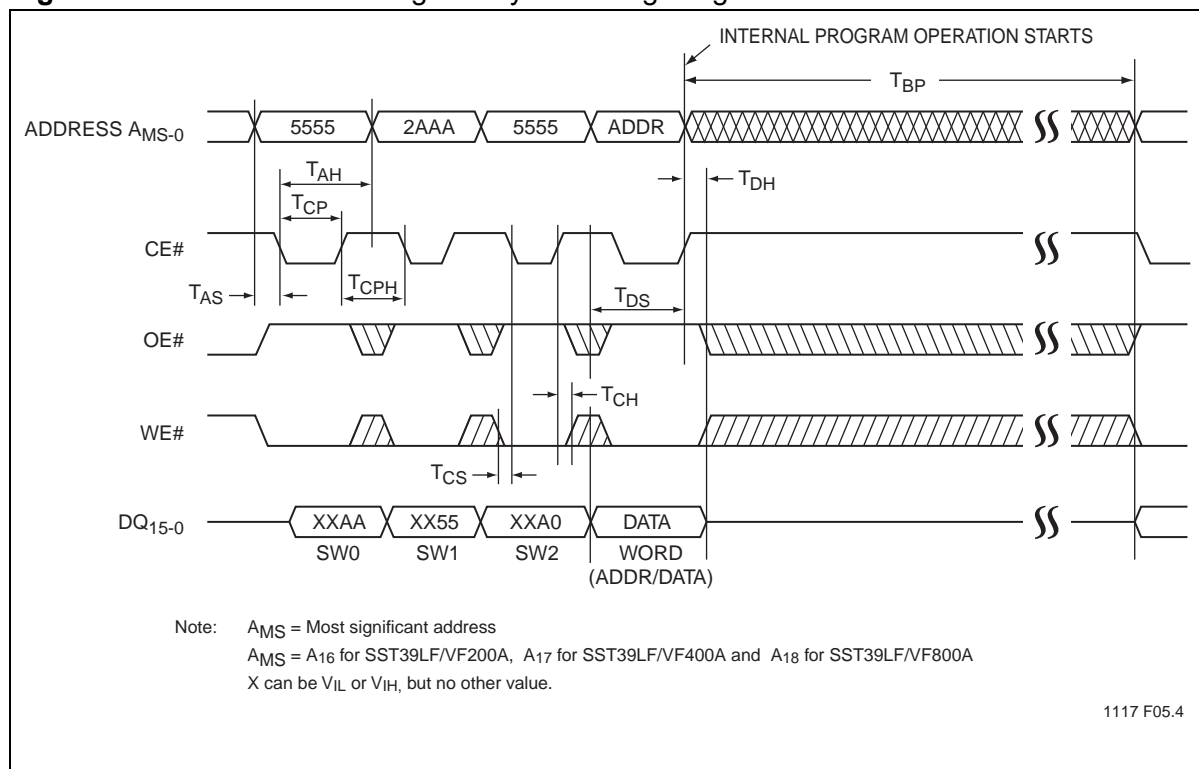 INTERNAL PROGRAM OPERATION STARTS
TBP
ADDRESS AMS-0
5555
2AAA
5555
ADDR
TAH
TDH
TCP
CE#
TAS
TCPH
TDS
OE#
TCH
WE#
TCS
DQ15-0
XXAA
XX55
XXA0
DATA
SW0
SW1
SW2
WORD
(ADDR/DATA)
Note: AMS = Most significant address
AMS = A16 for SST39LF/VF200A, A17 for SST39LF/VF400A and A18 for SST39LF/VF800A
X can be VIL or VIH, but no other value.
1117 F05.4